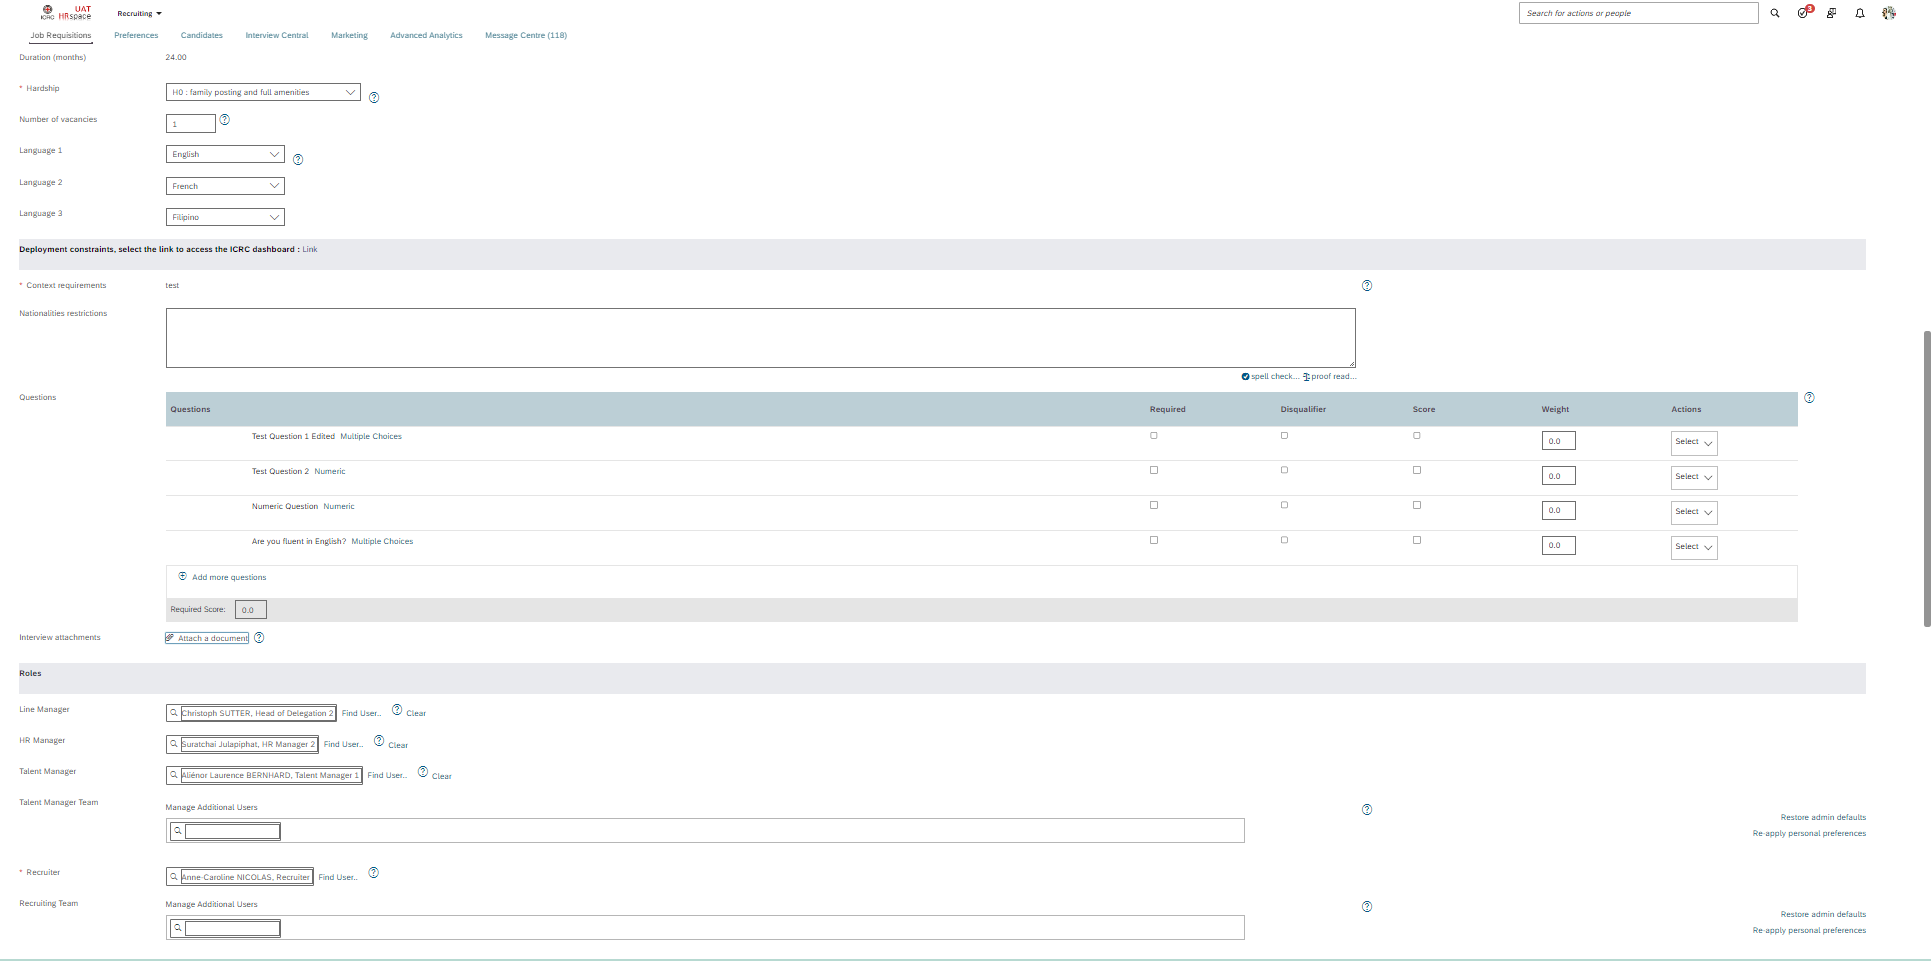 UAT
ICRC HRspace
Recruiting
Search for actions or people
3
Job Requisitions Preferences Candidates Interview Central Marketing Advanced Analytics Message Centre (118)
Duration (months) 24.00
* Hardship H0 : family posting and full amenities
Number of vacancies 1
Language 1 English
Language 2 French
Language 3 Filipino
Deployment constraints, select the link to access the ICRC dashboard : Link
* Context requirements test
Nationalities restrictions
spell check... proof read...
Questions
Questions Required Disqualifier Score Weight Actions
Test Question 1 Edited Multiple Choices 0.0 Select
Test Question 2 Numeric 0.0 Select
Numeric Question Numeric 0.0 Select
Are you fluent in English? Multiple Choices 0.0 Select
Add more questions
Required Score: 0.0
Interview attachments Attach a document
Roles
Line Manager Christoph SUTTER, Head of Delegation 2 Find User.. Clear
HR Manager Suratchai Julapiphat, HR Manager 2 Find User.. Clear
Talent Manager Aliénor Laurence BERNHARD, Talent Manager 1 Find User.. Clear
Talent Manager Team Manage Additional Users
Restore admin defaults
Re-apply personal preferences
* Recruiter Anne-Caroline NICOLAS, Recruiter Find User..
Recruiting Team Manage Additional Users
Restore admin defaults
Re-apply personal preferences